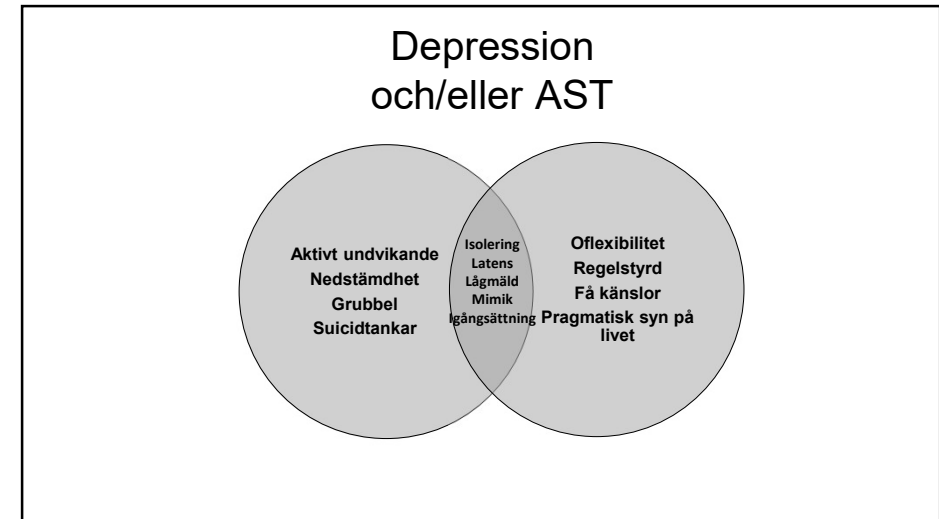 Depression
och/eller AST
Aktivt undvikande
Nedstämdhet
Grubbel
Suicidtankar
Isolering
Latens
Lågmäld
Mimik
Igångsättning
Oflexibilitet
Regelstyrd
Få känslor
Pragmatisk syn på
livet